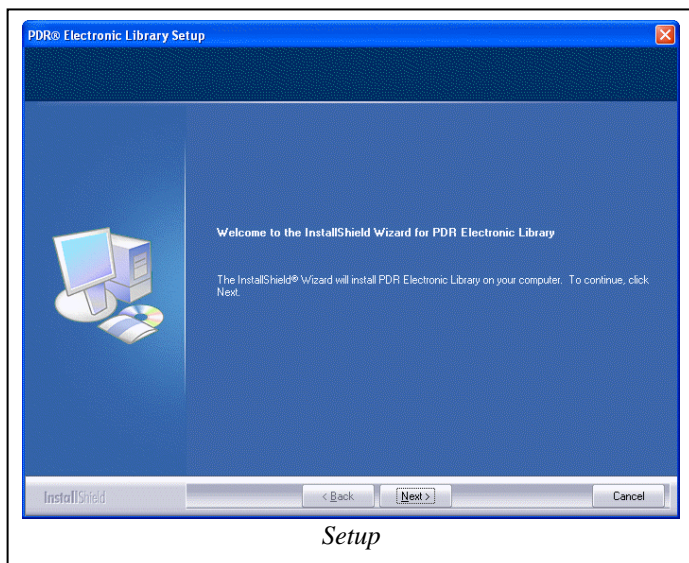 PDR® Electronic Library Setup
Welcome to the InstallShield Wizard for PDR Electronic Library
The InstallShield® Wizard will install PDR Electronic Library on your computer. To continue, click
Next.
InstallShield
< Back
Next >
Cancel
Setup